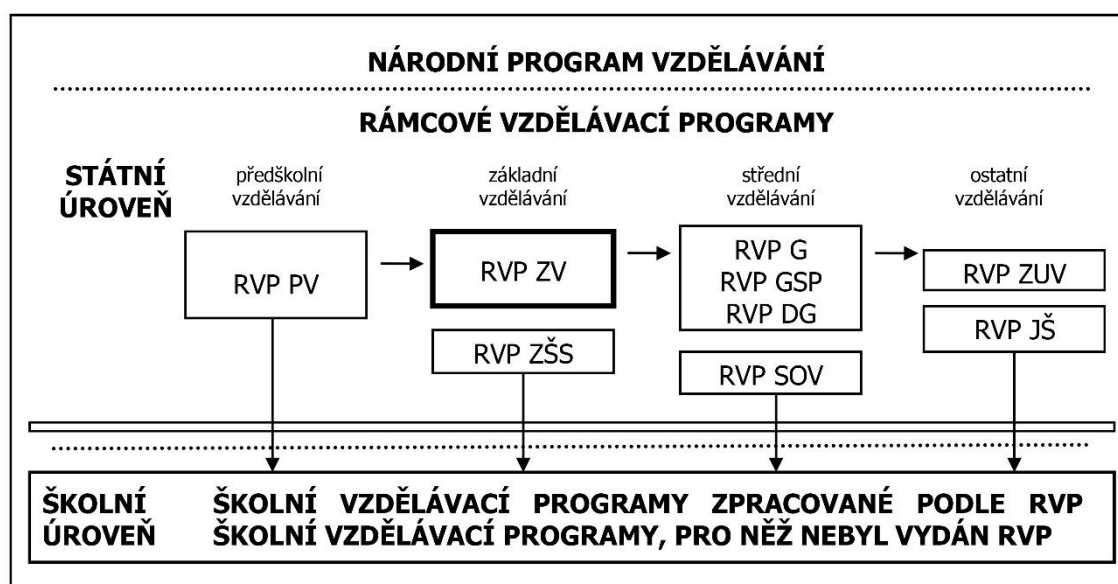 NÁRODNÍ PROGRAM VZDĚLÁVÁNÍ
RÁMCOVÉ VZDĚLÁVACÍ PROGRAMY
STÁTNÍ
ÚROVEŇ
předškolní
vzdělávání
základní
vzdělávání
střední
vzdělávání
ostatní
vzdělávání
RVP PV
RVP ZV
RVP ZŠS
RVP G
RVP GSP
RVP DG
RVP SOV
RVP ZUV
RVP JŠ
ŠKOLNÍ
ÚROVEŇ
ŠKOLNÍ VZDĚLÁVACÍ PROGRAMY ZPRACOVANÉ PODLE RVP
ŠKOLNÍ VZDĚLÁVACÍ PROGRAMY, PRO NĚŽ NEBYL VYDÁN RVP